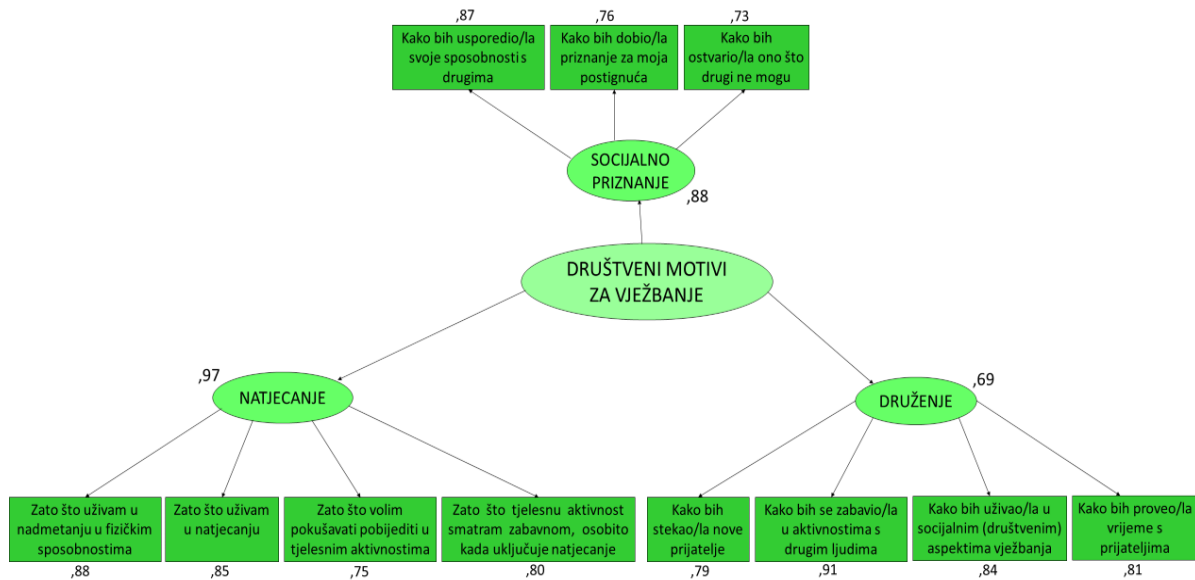 ,87
,76
,73
Kako bih usporedio/la
svoje sposobnosti s
drugima
Kako bih dobio/la
priznanje za moja
postignuća
Kako bih
ostvario/la ono što
drugi ne mogu
SOCIJALNO
PRIZNANJE
,88
DRUŠTVENI MOTIVI
ZA VJEŽBANJE
,97
NATJECANJE
,69
DRUŽENJE
Zato što uživam u
nadmetanju u fizičkim
sposobnostima
Zato što uživam
u natjecanju
Zato što volim
pokušavati pobijediti u
tjelesnim aktivnostima
Zato što tjelesnu aktivnost
smatram zabavnom, osobito
kada uključuje natjecanje
Kako bih
stekao/la nove
prijatelje
Kako bih se zabavio/la
u aktivnostima s
drugim ljudima
Kako bih uživao/la u
socijalnim (društvenim)
aspektima vježbanja
Kako bih proveo/la
vrijeme s
prijateljima
,88
,85
,75
,80
,79
,91
,84
,81